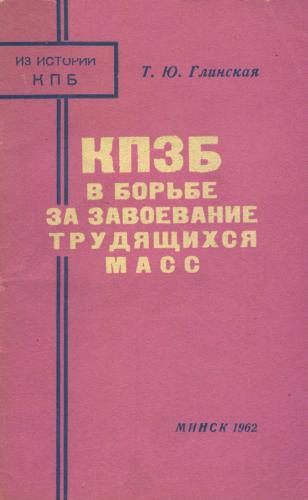 ИЗ ИСТОРИИ
КПБ
Т. Ю. Глинская
КПЗБ
В БОРЬБЕ
ЗА ЗАВОЕВАНИЕ
ТРУДЯЩИХСЯ
МАСС
МИНСК 1962